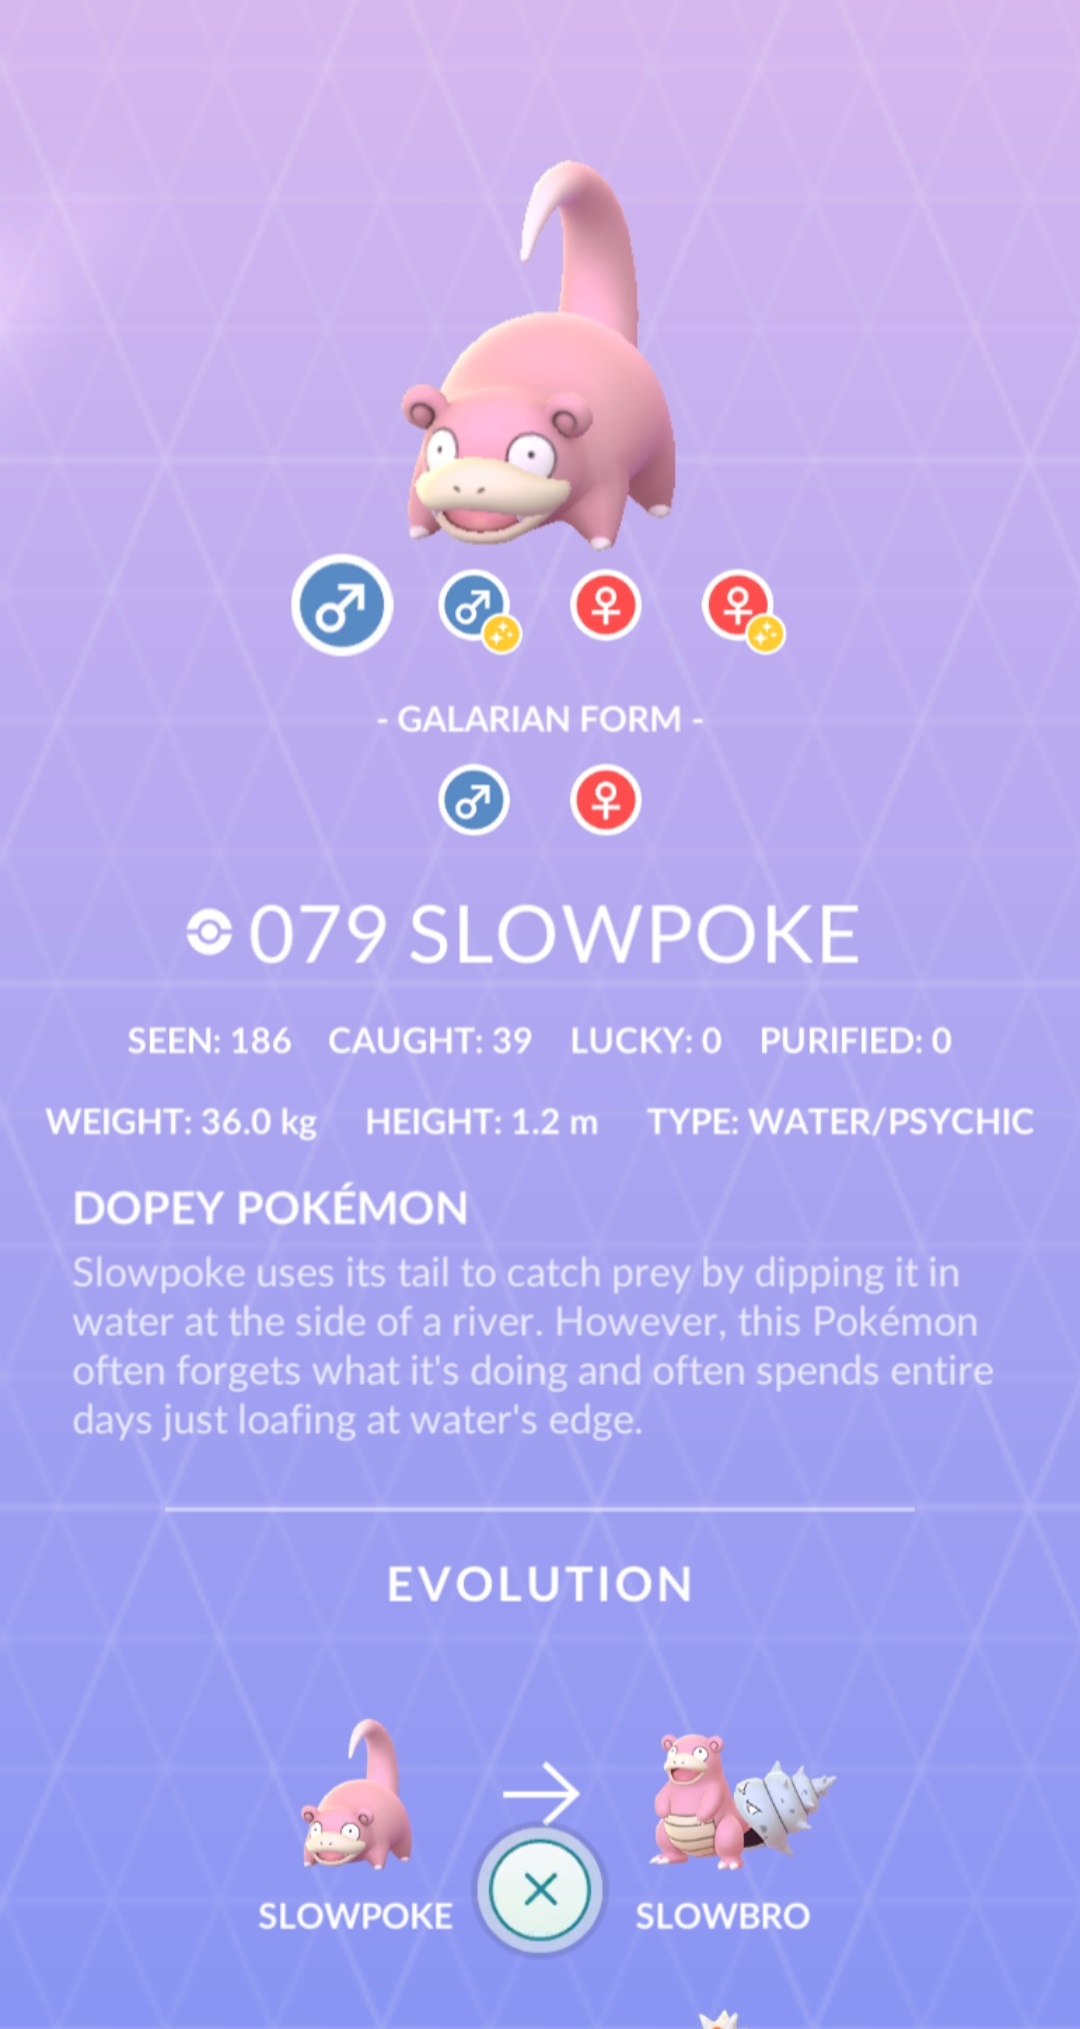 - GALARIAN FORM -
079 SLOWPOKE
SEEN: 186 CAUGHT: 39 LUCKY: 0 PURIFIED: 0
WEIGHT: 36.0 kg HEIGHT: 1.2 m TYPE: WATER/PSYCHIC
DOPEY POKÉMON
Slowpoke uses its tail to catch prey by dipping it in
water at the side of a river. However, this Pokémon
often forgets what it's doing and often spends entire
days just loafing at water's edge.
EVOLUTION
SLOWPOKE SLOWBRO